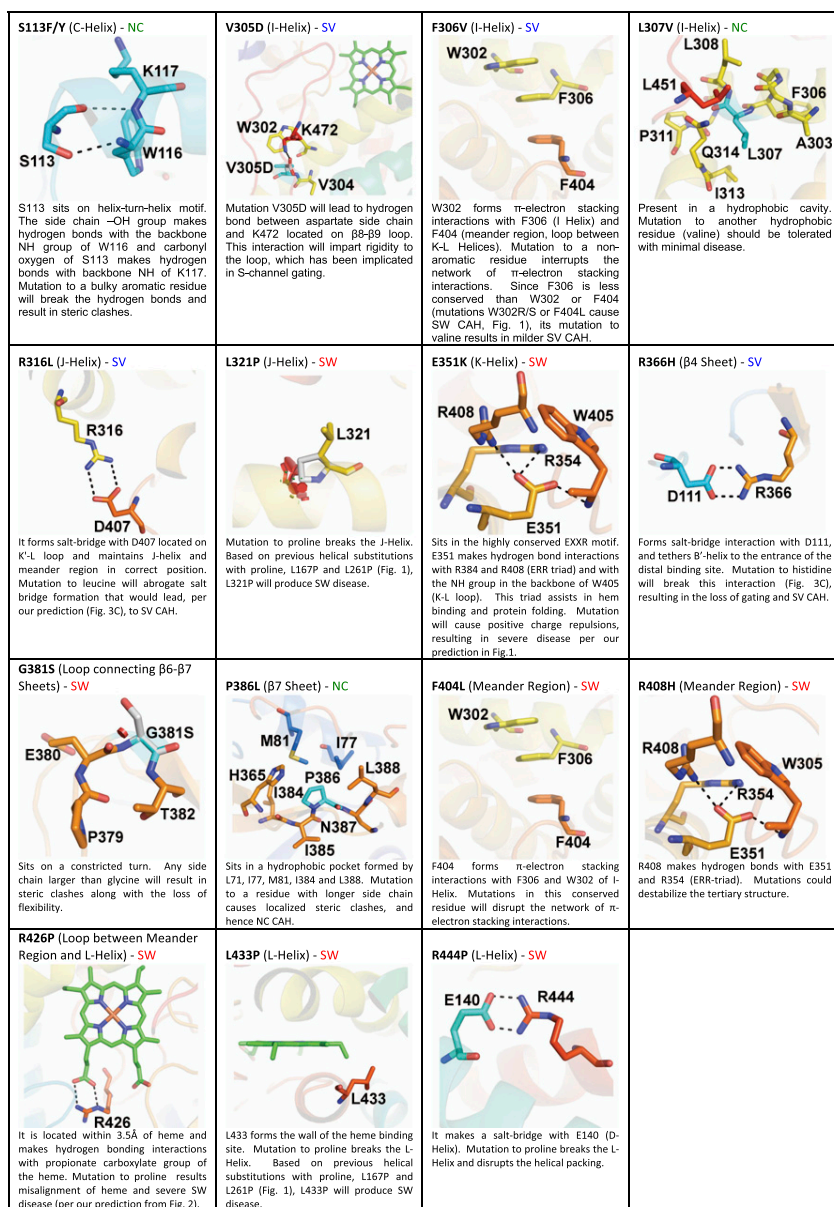 S113F/Y (C-Helix) - NC
K117
S113
W116
S113 sits on helix-turn-helix motif.
The side chain –OH group makes
hydrogen bonds with the backbone
NH group of W116 and carbonyl
oxygen of S113 makes hydrogen
bonds with backbone NH of K117.
Mutation to a bulky aromatic residue
will break the hydrogen bonds and
result in steric clashes.
V305D (I-Helix) - SV
W302
K472
V305D
V304
Mutation V305D will lead to hydrogen
bond between aspartate side chain
and K472 located on β8-β9 loop.
This interaction will impart rigidity to
the loop, which has been implicated
in S-channel gating.
F306V (I-Helix) - SV
W302
F306
F404
W302 forms π-electron stacking
interactions with F306 (I Helix) and
F404 (meander region, loop between
K-L Helices). Mutation to a non-
aromatic residue interrupts the
network of π-electron stacking
interactions. Since F306 is less
conserved than W302 or F404
(mutations W302R/S or F404L cause
SW CAH, Fig. 1), its mutation to
valine results in milder SV CAH.
L307V (I-Helix) - NC
L308
L451
F306
P311
A303
Q314
L307
I313
Present in a hydrophobic cavity.
Mutation to another hydrophobic
residue (valine) should be tolerated
with minimal disease.
R316L (J-Helix) - SV
R316
D407
It forms salt-bridge with D407 located on
K'-L loop and maintains J-helix and
meander region in correct position.
Mutation to leucine will abrogate salt
bridge formation that would lead, per
our prediction (Fig. 3C), to SV CAH.
L321P (J-Helix) - SW
L321
Mutation to proline breaks the J-Helix.
Based on previous helical substitutions
with proline, L167P and L261P (Fig. 1),
L321P will produce SW disease.
E351K (K-Helix) - SW
R408
W405
R354
E351
Sits in the highly conserved EXXR motif.
E351 makes hydrogen bond interactions
with R384 and R408 (ERR triad) and with
the NH group in the backbone of W405
(K-L loop). This triad assists in hem
binding and protein folding. Mutation
will cause positive charge repulsions,
resulting in severe disease per our
prediction in Fig.1.
R366H (β4 Sheet) - SV
D111
R366
Forms salt-bridge interaction with D111,
and tethers B’-helix to the entrance of the
distal binding site. Mutation to histidine
will break this interaction (Fig. 3C),
resulting in the loss of gating and SV CAH.
G381S (Loop connecting β6-β7
Sheets) - SW
G381S
E380
T382
P379
Sits on a constricted turn. Any side
chain larger than glycine will result in
steric clashes along with the loss of
flexibility.
P386L (β7 Sheet) - NC
M81
I77
H365
P386
L388
I384
N387
I385
Sits in a hydrophobic pocket formed by
L71, I77, M81, I384 and L388. Mutation
to a residue with longer side chain
causes localized steric clashes, and
hence NC CAH.
F404L (Meander Region) - SW
W302
F306
F404
F404 forms π-electron stacking
interactions with F306 and W302 of I-
Helix. Mutations in this conserved
residue will disrupt the network of π-
electron stacking interactions.
R408H (Meander Region) - SW
R408
W305
R354
E351
R408 makes hydrogen bonds with E351
and R354 (ERR-triad). Mutations could
destabilize the tertiary structure.
R426P (Loop between Meander
Region and L-Helix) - SW
R426
It is located within 3.5Å of heme and
makes hydrogen bonding interactions
with propionate carboxylate group of
the heme. Mutation to proline results
misalignment of heme and severe SW
disease (per our prediction from Fig. 2).
L433P (L-Helix) - SW
L433
L433 forms the wall of the heme binding
site. Mutation to proline breaks the L-
Helix. Based on previous helical
substitutions with proline, L167P and
L261P (Fig. 1), L433P will produce SW
disease.
R444P (L-Helix) - SW
E140
R444
It makes a salt-bridge with E140 (D-
Helix). Mutation to proline breaks the L-
Helix and disrupts the helical packing.